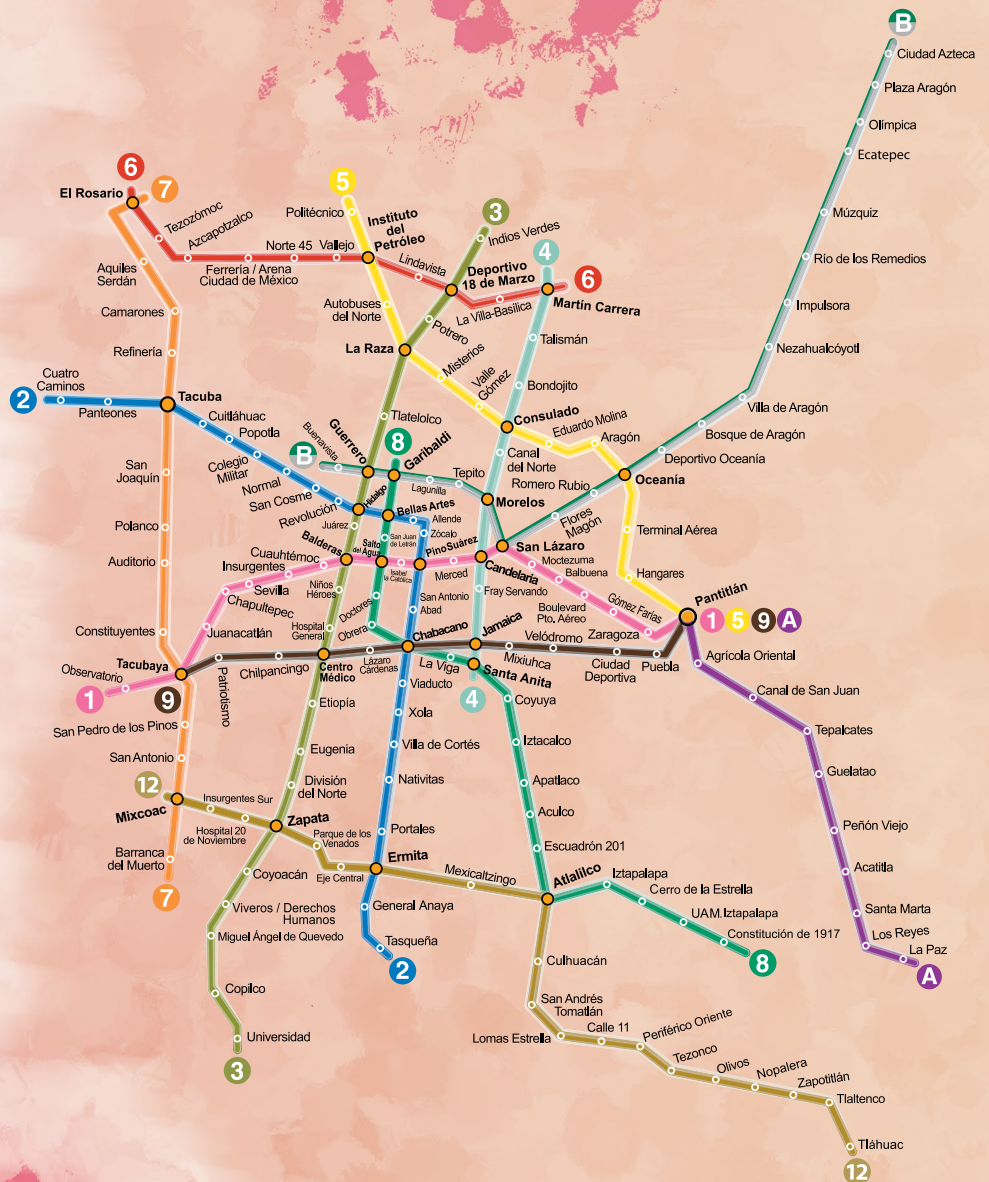 B
Ciudad Azteca
Plaza Aragón
Olímpica
Ecatepec
Múzquiz
Río de los Remedios
Impulsora
Nezahualcóyotl
Villa de Aragón
Bosque de Aragón
Deportivo Oceanía
Oceanía
Romero Rubio
Flores
Magón
San Lázaro
Morelos
Tepito
Lagunilla
Garibaldi
Guerrero
Buenavista
B
6
7
El Rosario
Tezozómoc
Azcapotzalco
Ferrería / Arena
Ciudad de México
Norte 45
Vallejo
Instituto
del
Petróleo
Lindavista
Deportivo
18 de Marzo
La Villa-Basilica
Martín Carrera
6
5
Politécnico
Autobuses
del Norte
La Raza
Misterios
Valle
Gómez
Consulado
Eduardo Molina
Aragón
Terminal Aérea
Hangares
Pantitlán
1
5
9
A
3
Indios Verdes
Potrero
Tlatelolco
Hidalgo
Juárez
Balderas
Niños
Héroes
Hospital
General
Centro
Médico
Etiopía
Eugenia
División
del Norte
Zapata
Coyoacán
Viveros / Derechos
Humanos
Miguel Ángel de Quevedo
Copilco
Universidad
3
4
Talismán
Bondojito
Canal
del Norte
Candelaria
Fray Servando
Jamaica
Santa Anita
4
Aquiles
Serdán
Camarones
Refinería
Tacuba
San
Joaquín
Polanco
Auditorio
Constituyentes
Tacubaya
San Pedro de los Pinos
San Antonio
Mixcoac
Barranca
del Muerto
7
2
Cuatro
Caminos
Panteones
Cuitláhuac
Popotla
Colegio
Militar
Normal
San Cosme
Revolución
Bellas Artes
Allende
Zócalo
Pino Suárez
San Antonio
Abad
Chabacano
Viaducto
Xola
Villa de Cortés
Nativitas
Portales
Ermita
General Anaya
Tasqueña
2
8
San Juan
de Letrán
Salto
del Agua
Doctores
Obrera
La Viga
Coyuya
Iztacalco
Apatlaco
Aculco
Escuadrón 201
Atlalilco
Iztapalapa
Cerro de la Estrella
UAM.Iztapalapa
Constitución de 1917
8
1
Observatorio
Juanacatlán
Chapultepec
Sevilla
Insurgentes
Cuauhtémoc
Isabel
la Católica
Merced
Moctezuma
Balbuena
Boulevard
Pto. Aéreo
Gómez Farías
Zaragoza
9
Patriotismo
Chilpancingo
Lázaro
Cárdenas
Mixiuhca
Velódromo
Ciudad
Deportiva
Puebla
Agrícola Oriental
Canal de San Juan
Tepalcates
Guelatao
Peñón Viejo
Acatitla
Santa Marta
Los Reyes
La Paz
A
12
Insurgentes Sur
Hospital 20
de Noviembre
Parque de los
Venados
Eje Central
Mexicaltzingo
Culhuacán
San Andrés
Tomatlán
Lomas Estrella
Calle 11
Periférico Oriente
Tezonco
Olivos
Nopalera
Zapotitlán
Tlaltenco
Tláhuac
12